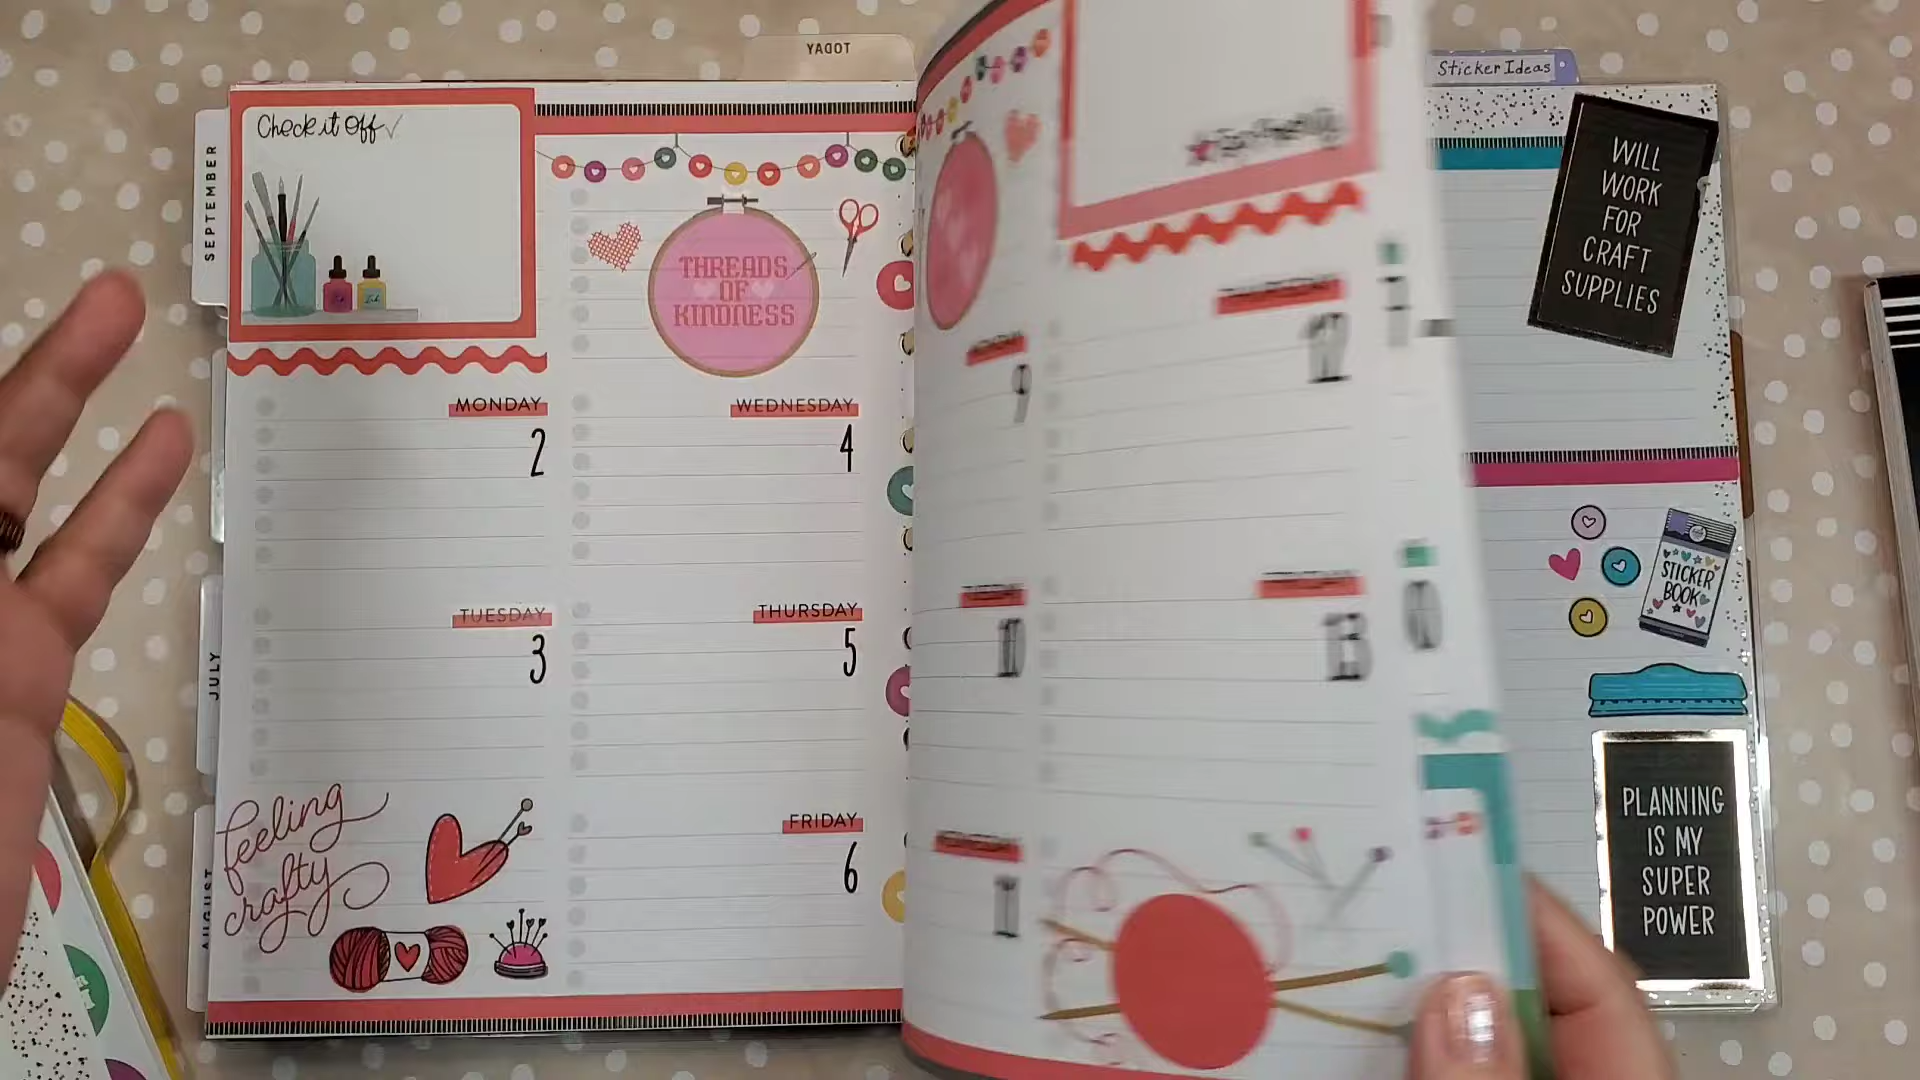 TODAY
Sticker Ideas
SEPTEMBER
JULY
AUGUST
Check it Off ✓
THREADS
OF
KINDNESS
MONDAY
2
WEDNESDAY
4
TUESDAY
3
THURSDAY
5
FRIDAY
6
feeling
crafty
9
10
11
12
13
WILL
WORK
FOR
CRAFT
SUPPLIES
STICKER
BOOK
PLANNING
IS MY
SUPER
POWER